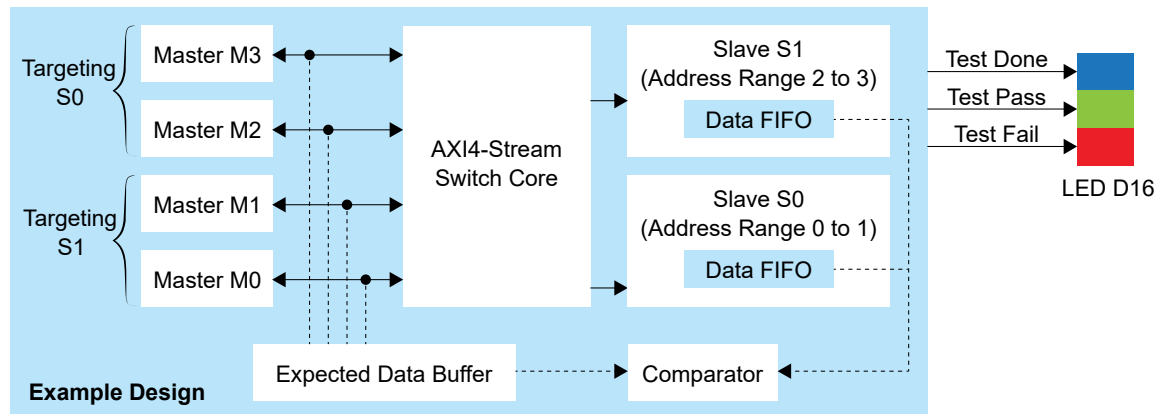 Targeting
S0
Master M3
Master M2
Targeting
S1
Master M1
Master M0
AXI4-Stream
Switch Core
Slave S1
(Address Range 2 to 3)
Data FIFO
Slave S0
(Address Range 0 to 1)
Data FIFO
Expected Data Buffer
Comparator
Example Design
Test Done
Test Pass
Test Fail
LED D16